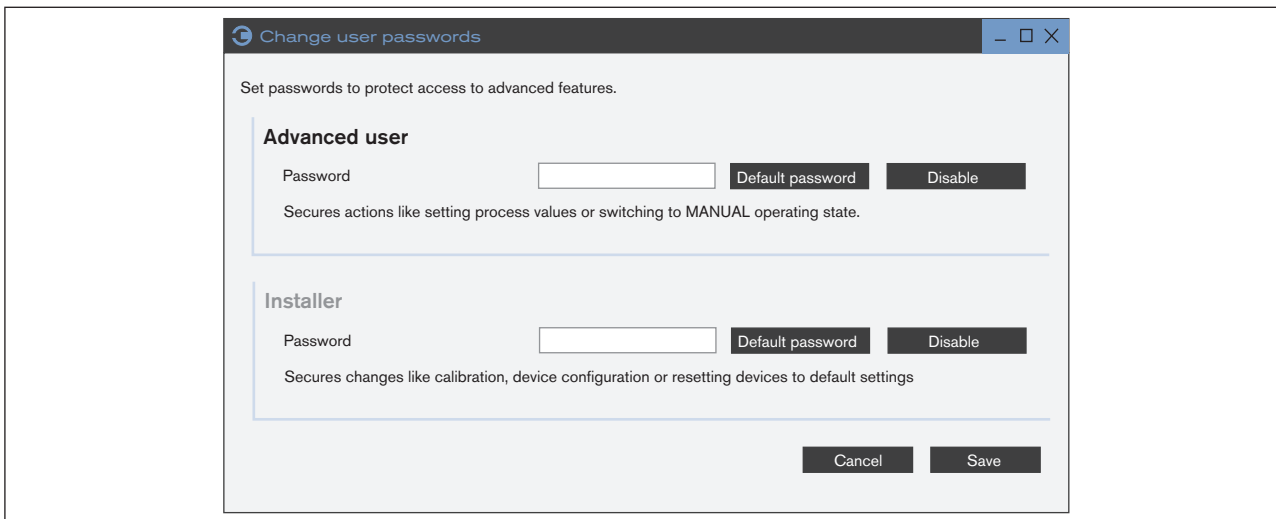 Change user passwords
Set passwords to protect access to advanced features.
Advanced user
Password Default password Disable
Secures actions like setting process values or switching to MANUAL operating state.
Installer
Password Default password Disable
Secures changes like calibration, device configuration or resetting devices to default settings
Cancel Save